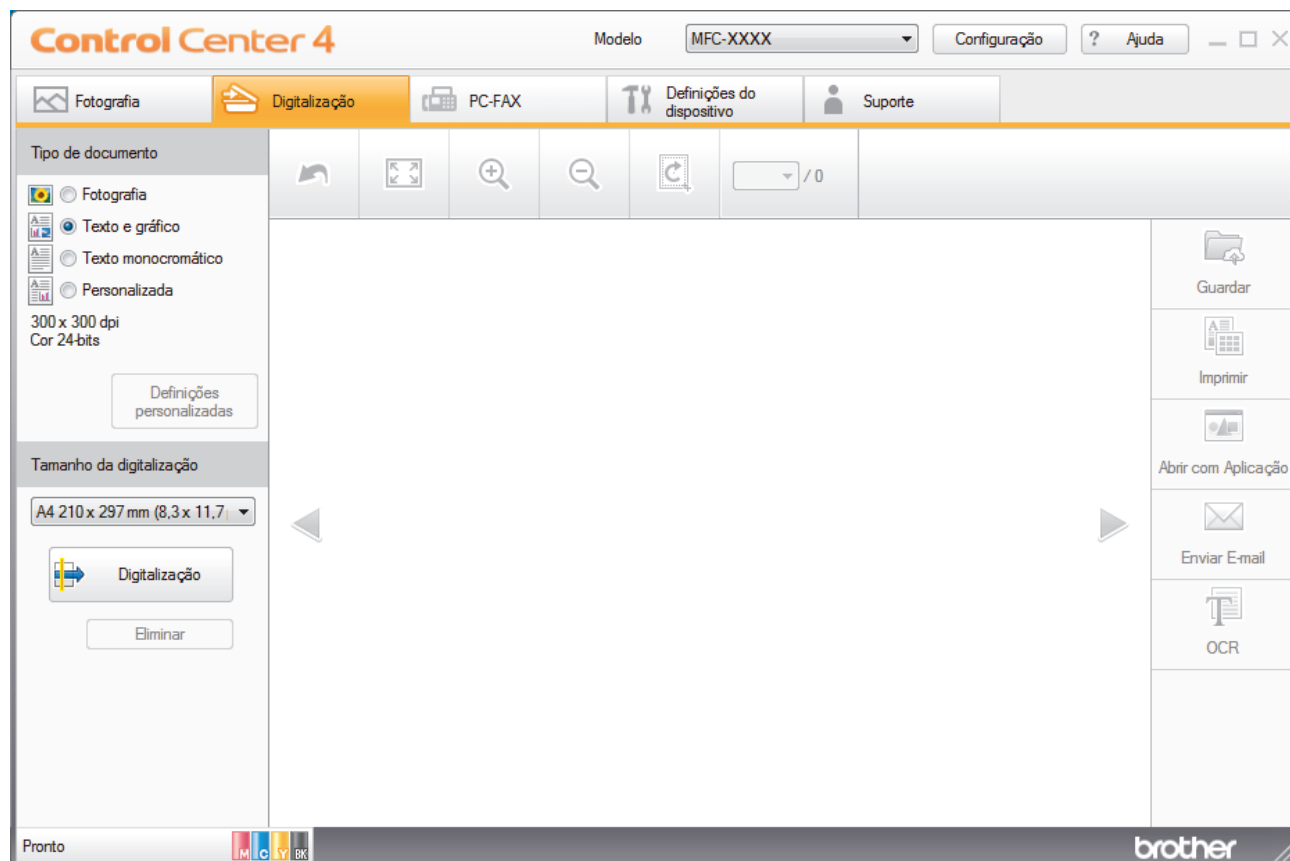 Control Center 4
Modelo
MFC-XXXX
Configuração
? Ajuda
Fotografia
Digitalização
PC-FAX
Definições do
dispositivo
Suporte
Tipo de documento
/ 0
Fotografia
Texto e gráfico
Texto monocromático
Personalizada
300 x 300 dpi
Cor 24-bits
Definições
personalizadas
Tamanho da digitalização
A4 210 x 297 mm (8,3 x 11,7
Digitalização
Eliminar
Guardar
Imprimir
Abrir com Aplicação
Enviar E-mail
OCR
Pronto
M C Y BK
brother